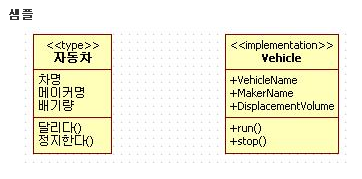 샘플
<<type>>
자동차
차명
메이커명
배기량
달리다()
정지한다()
<<implementation>>
Vehicle
+VehicleName
+MakerName
+DisplacementVolume
+run()
+stop()